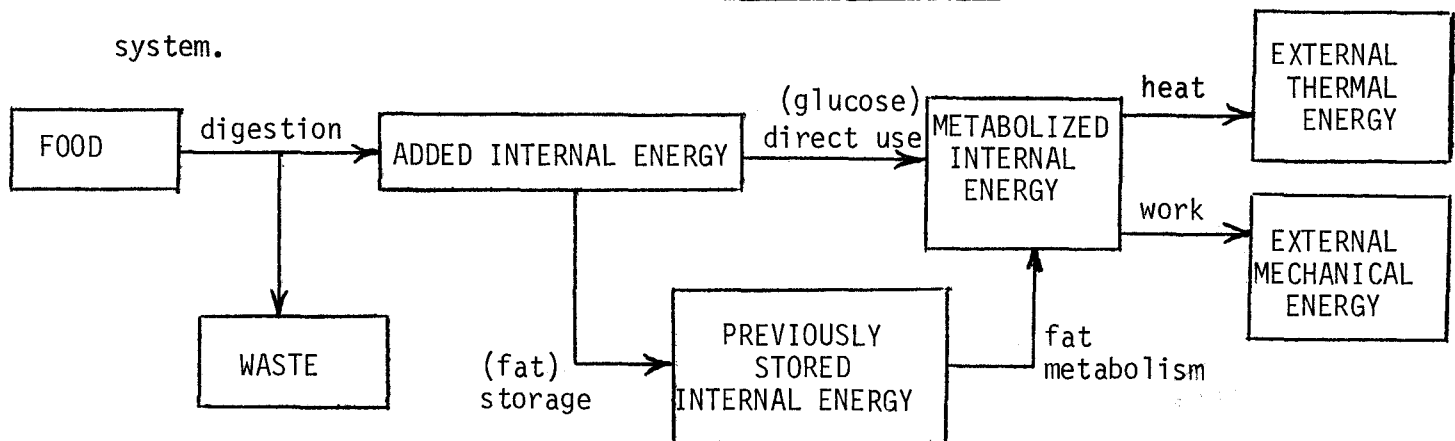 system.
FOOD
digestion
WASTE
ADDED INTERNAL ENERGY
(fat)
storage
(glucose)
direct use
PREVIOUSLY
STORED
INTERNAL ENERGY
fat
metabolism
METABOLIZED
INTERNAL
ENERGY
heat
EXTERNAL
THERMAL
ENERGY
work
EXTERNAL
MECHANICAL
ENERGY